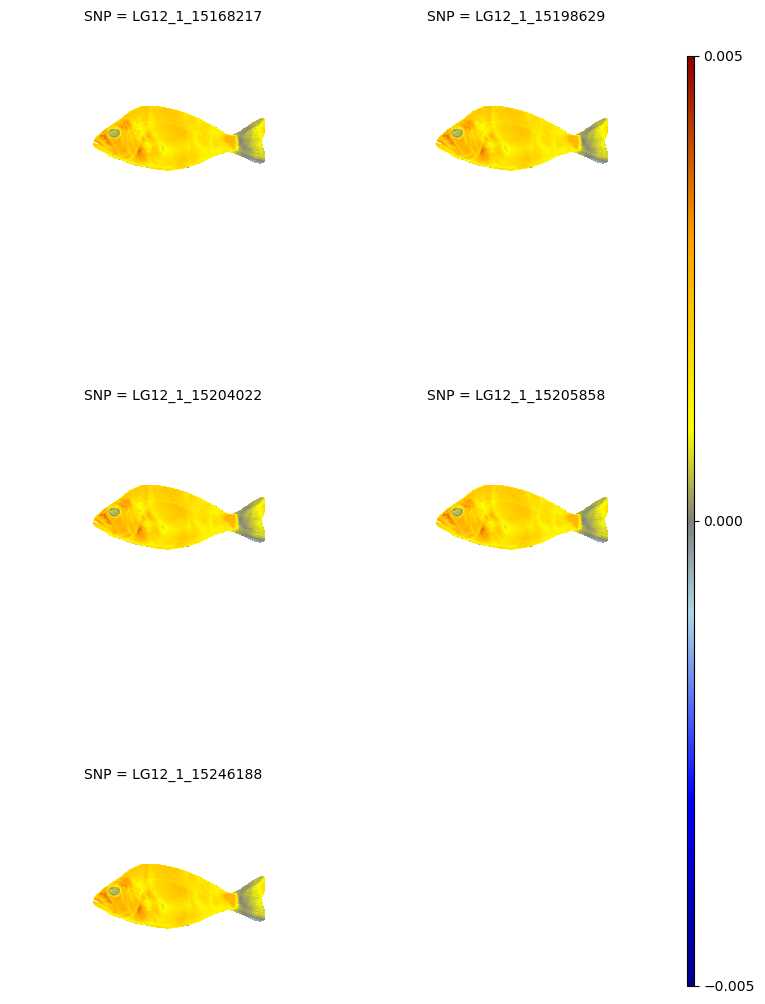 SNP = LG12_1_15168217
SNP = LG12_1_15198629
0.005
SNP = LG12_1_15204022
SNP = LG12_1_15205858
0.000
SNP = LG12_1_15246188
−0.005